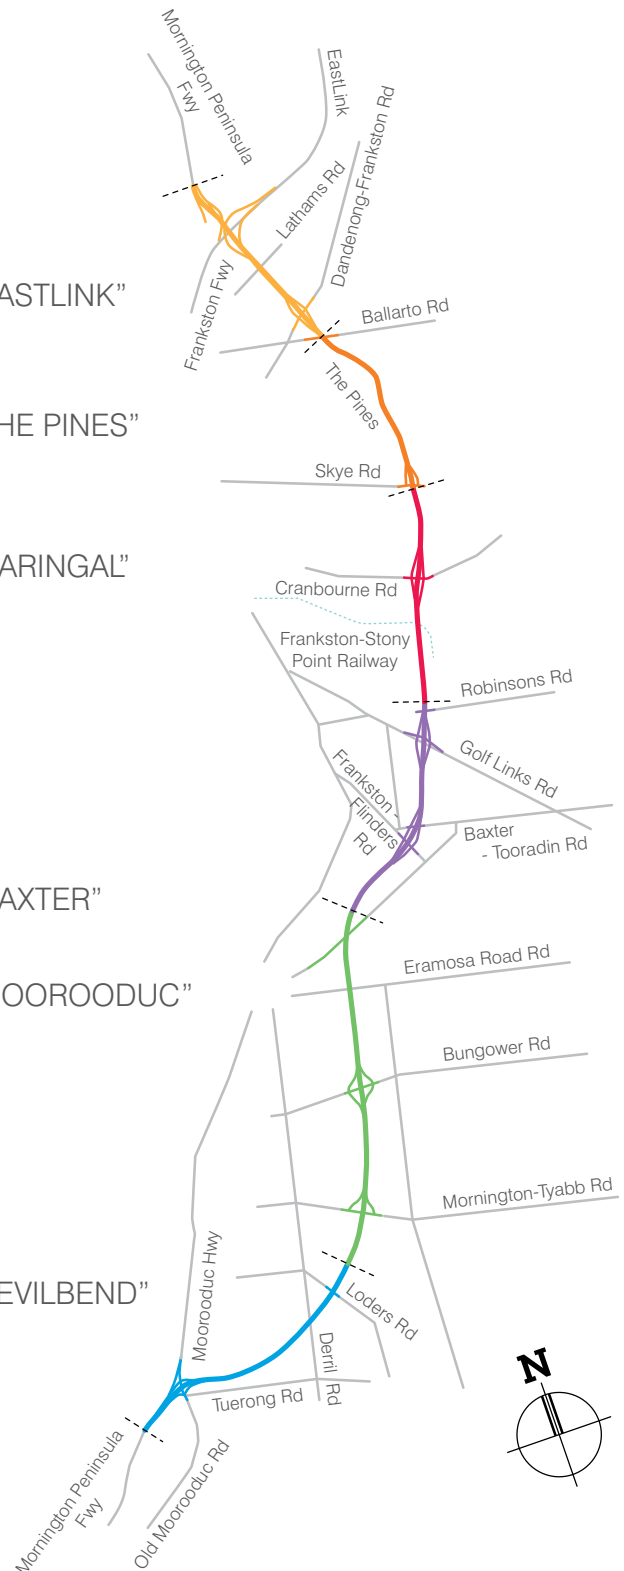 Mornington Peninsula
Fwy
EastLink
Lathams Rd
Dandenong-Frankston Rd
Frankston Fwy
ASTLINK”
Ballarto Rd
The Pines
HE PINES”
Skye Rd
ARINGAL”
Cranbourne Rd
Frankston-Stony
Point Railway
Robinsons Rd
Golf Links Rd
Frankston -
Flinders
Rd
Baxter
- Tooradin Rd
AXTER”
Eramosa Road Rd
OOROODUC”
Bungower Rd
Mornington-Tyabb Rd
Moorooduc Hwy
EVILBEND”
Loders Rd
Derril Rd
Tuerong Rd
N
Mornington Peninsula
Fwy
Old Moorooduc Rd